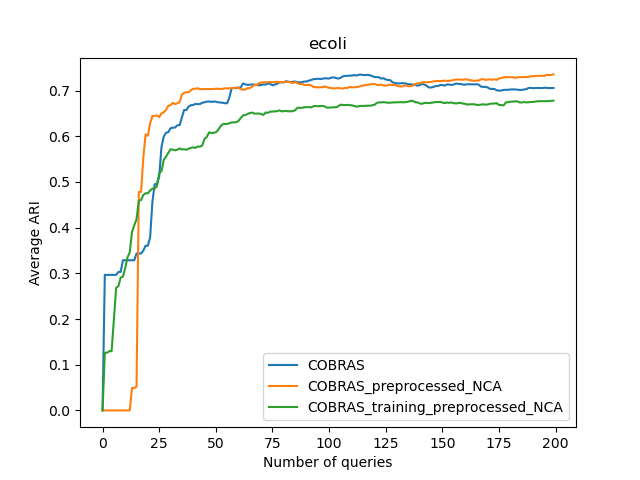 ecoli
Average ARI
0.7
0.6
0.5
0.4
0.3
0.2
0.1
0.0
COBRAS
COBRAS_preprocessed_NCA
COBRAS_training_preprocessed_NCA
0 25 50 75 100 125 150 175 200
Number of queries